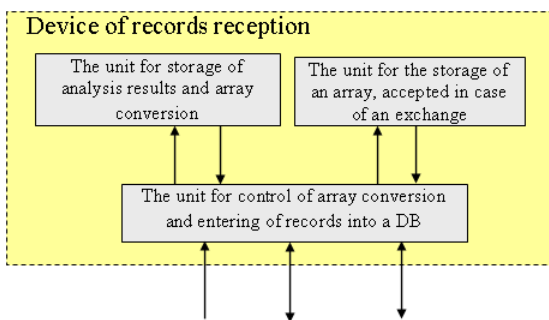 Device of records reception
The unit for storage of
analysis results and array
conversion
The unit for the storage of
an array, accepted in case
of an exchange
The unit for control of array conversion
and entering of records into a DB